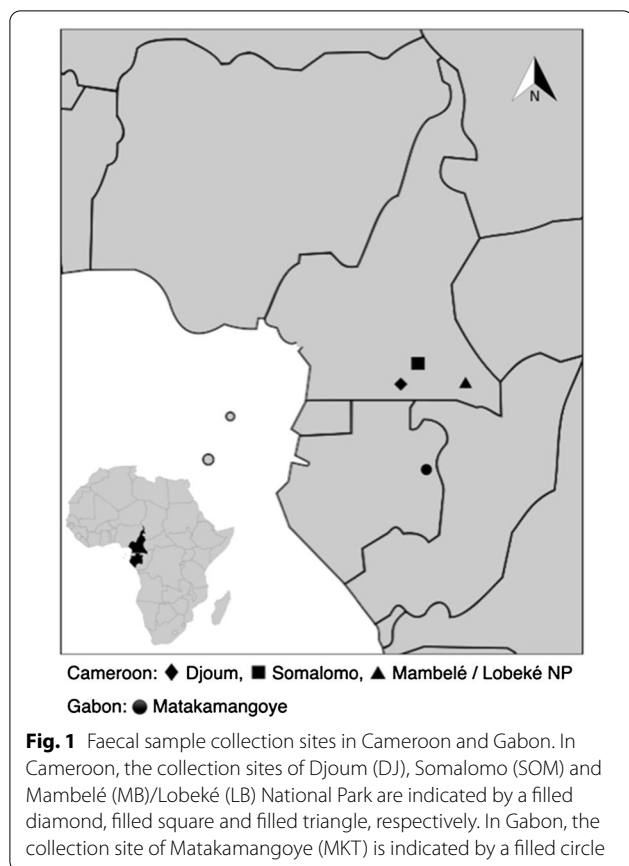 N
Cameroon: ◆ Djoum, ■ Somalomo, ▲ Mambelé / Lobeké NP
Gabon: ● Matakamangoye
Fig. 1 Faecal sample collection sites in Cameroon and Gabon. In
Cameroon, the collection sites of Djoum (DJ), Somalomo (SOM) and
Mambelé (MB)/Lobeké (LB) National Park are indicated by a filled
diamond, filled square and filled triangle, respectively. In Gabon, the
collection site of Matakamangoye (MKT) is indicated by a filled circle